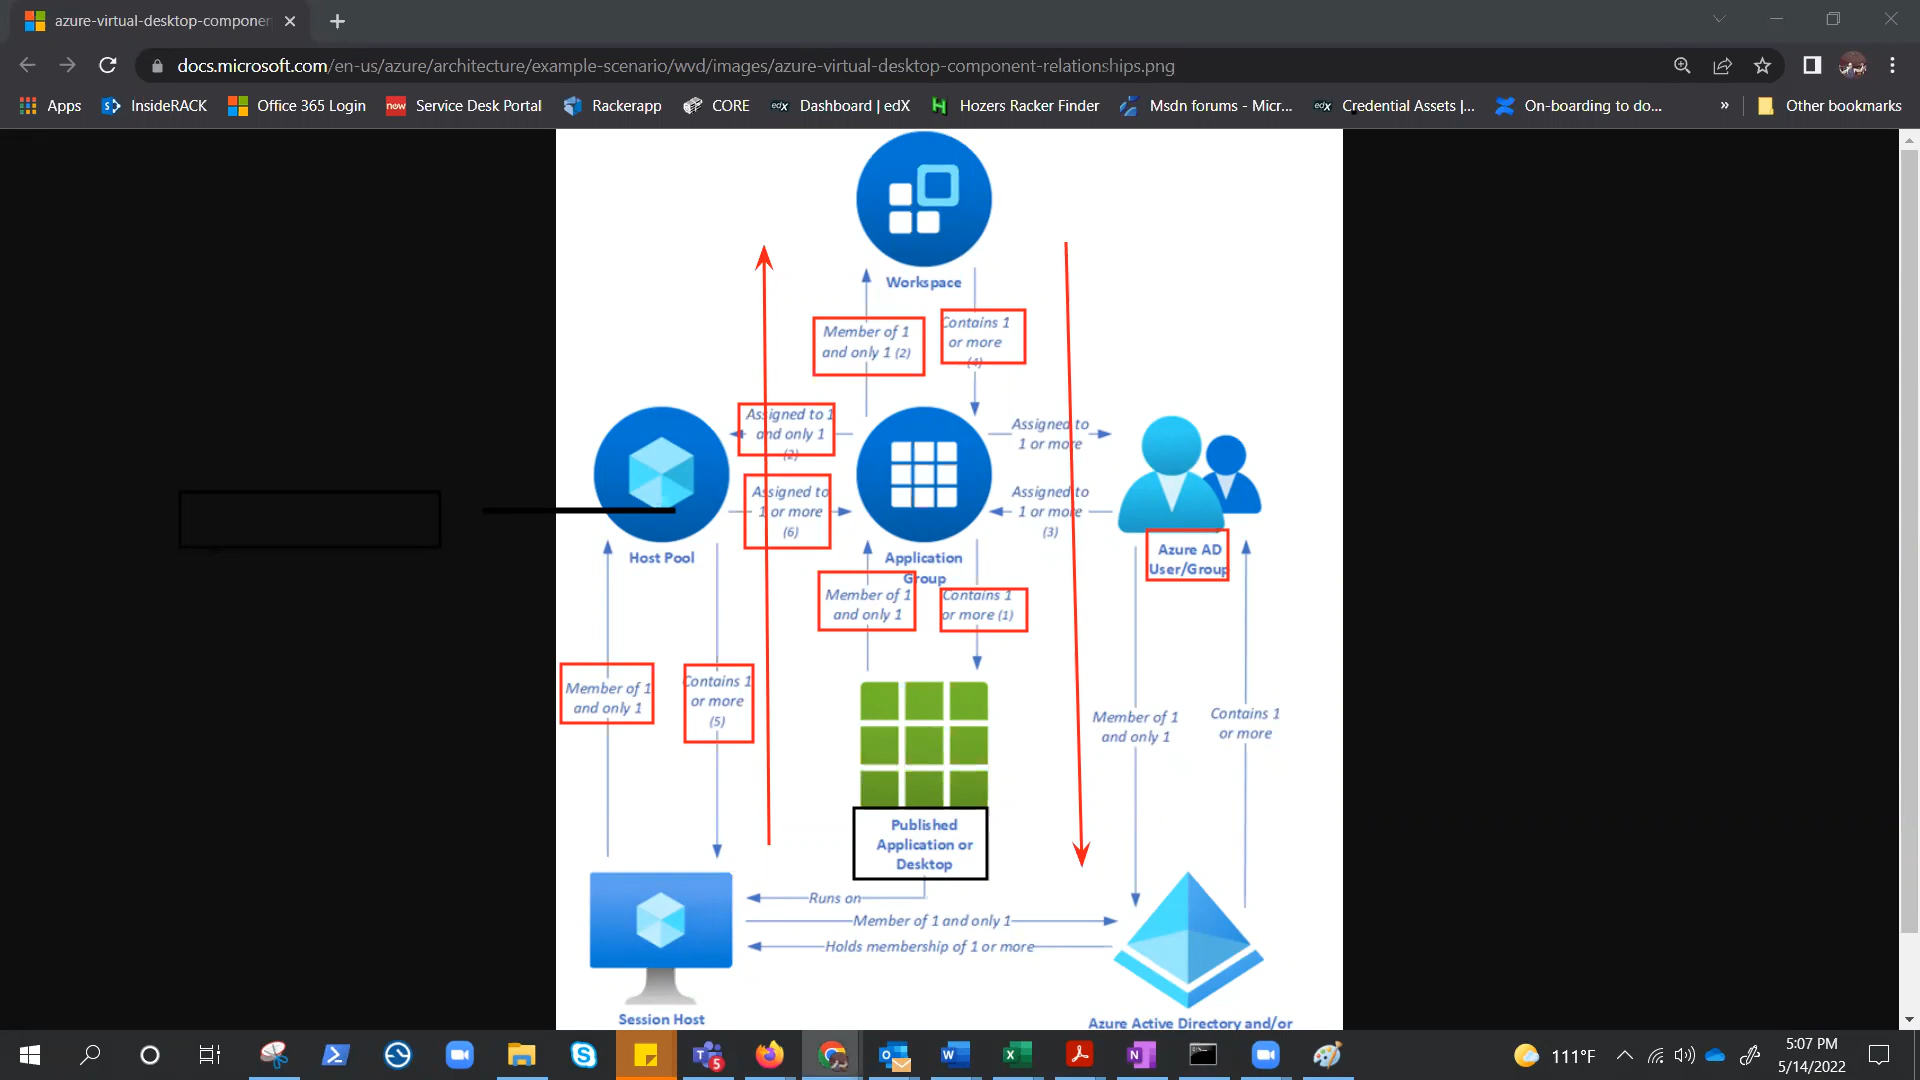 azure-virtual-desktop-componen
docs.microsoft.com/en-us/azure/architecture/example-scenario/wvd/images/azure-virtual-desktop-component-relationships.png
Apps InsideRACK Office 365 Login now Service Desk Portal Rackerapp CORE edX Dashboard | edX Hozers Racker Finder Msdn forums - Micr... edX Credential Assets |... On-boarding to do... » Other bookmarks
Workspace
Member of 1
and only 1 (2)
Contains 1
or more
(4)
Assigned to 1
and only 1
(2)
Assigned to
1 or more
Assigned to
1 or more
(6)
Assigned to
1 or more
(3)
Host Pool
Application
Group
Azure AD
User/Group
Member of 1
and only 1
Contains 1
or more (1)
Member of 1
and only 1
Contains 1
or more
(5)
Member of 1
and only 1
Contains 1
or more
Published
Application or
Desktop
Runs on
Member of 1 and only 1
Holds membership of 1 or more
Session Host
Azure Active Directory and/or
5
111°F
5:07 PM
5/14/2022